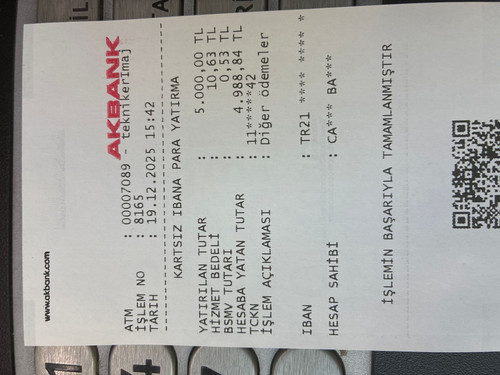 www.akbank.com
AKBANK
ATM : 00007089 - teknikerimaj
İŞLEM NO : 8165
TARIH : 19.12.2025 15:42
KARTSIZ IBANA PARA YATIRMA
YATIRILAN TUTAR : 5.000,00 TL
HİZMET BEDELİ : 10,63 TL
BSMV TUTARI : 0,53 TL
HESABA YATAN TUTAR : 4.988,84 TL
TCKN : 11*******42
İŞLEM AÇIKLAMASI : Diğer ödemeler
IBAN : TR21 **** **** *
HESAP SAHİBİ : CA*** BA***
İŞLEMİN BAŞARIYLA TAMAMLANMIŞTIR